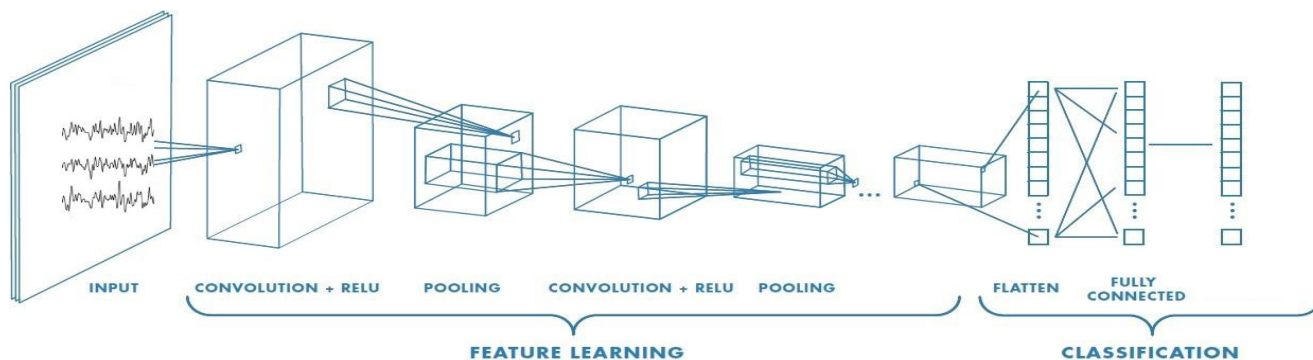 INPUT
CONVOLUTION + RELU
POOLING
CONVOLUTION + RELU
POOLING
FLATTEN
FULLY
CONNECTED
FEATURE LEARNING
CLASSIFICATION